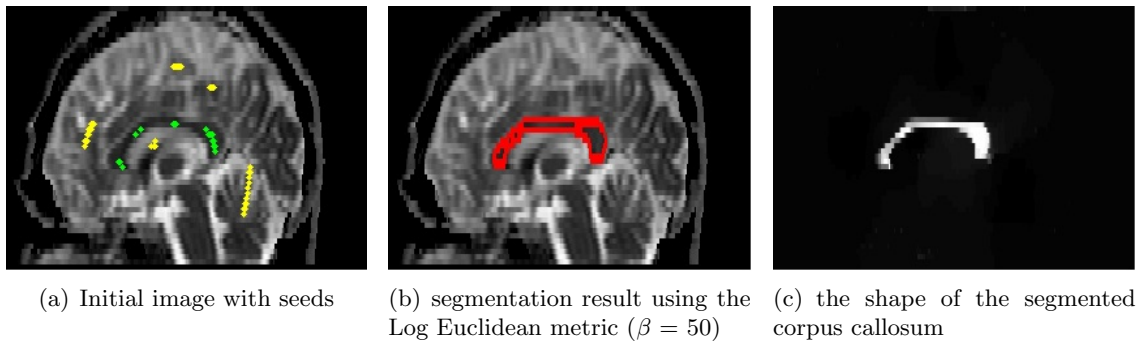 (a) Initial image with seeds
(b) segmentation result using the
Log Euclidean metric (β = 50)
(c) the shape of the segmented
corpus callosum